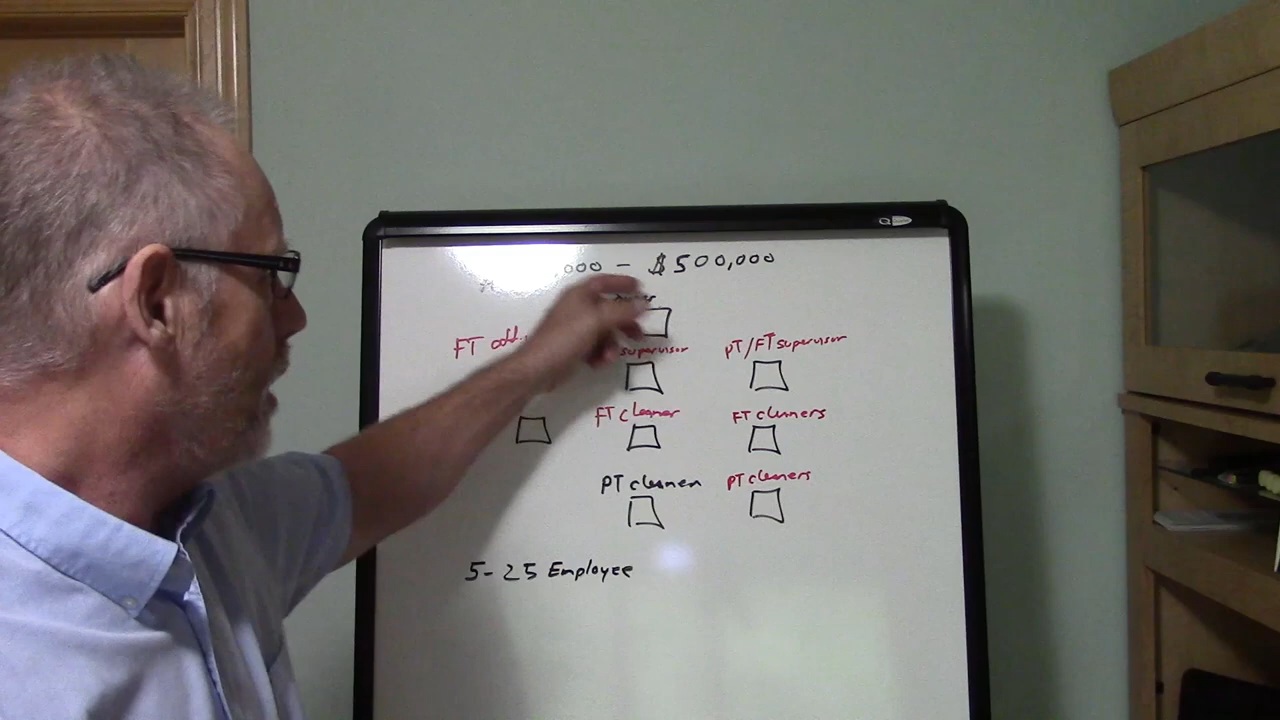 000 - $500,000
FT
supervisor
PT/FT supervisor
FT cleaner
FT cleaners
PT cleaner
PT cleaners
5-25 Employee